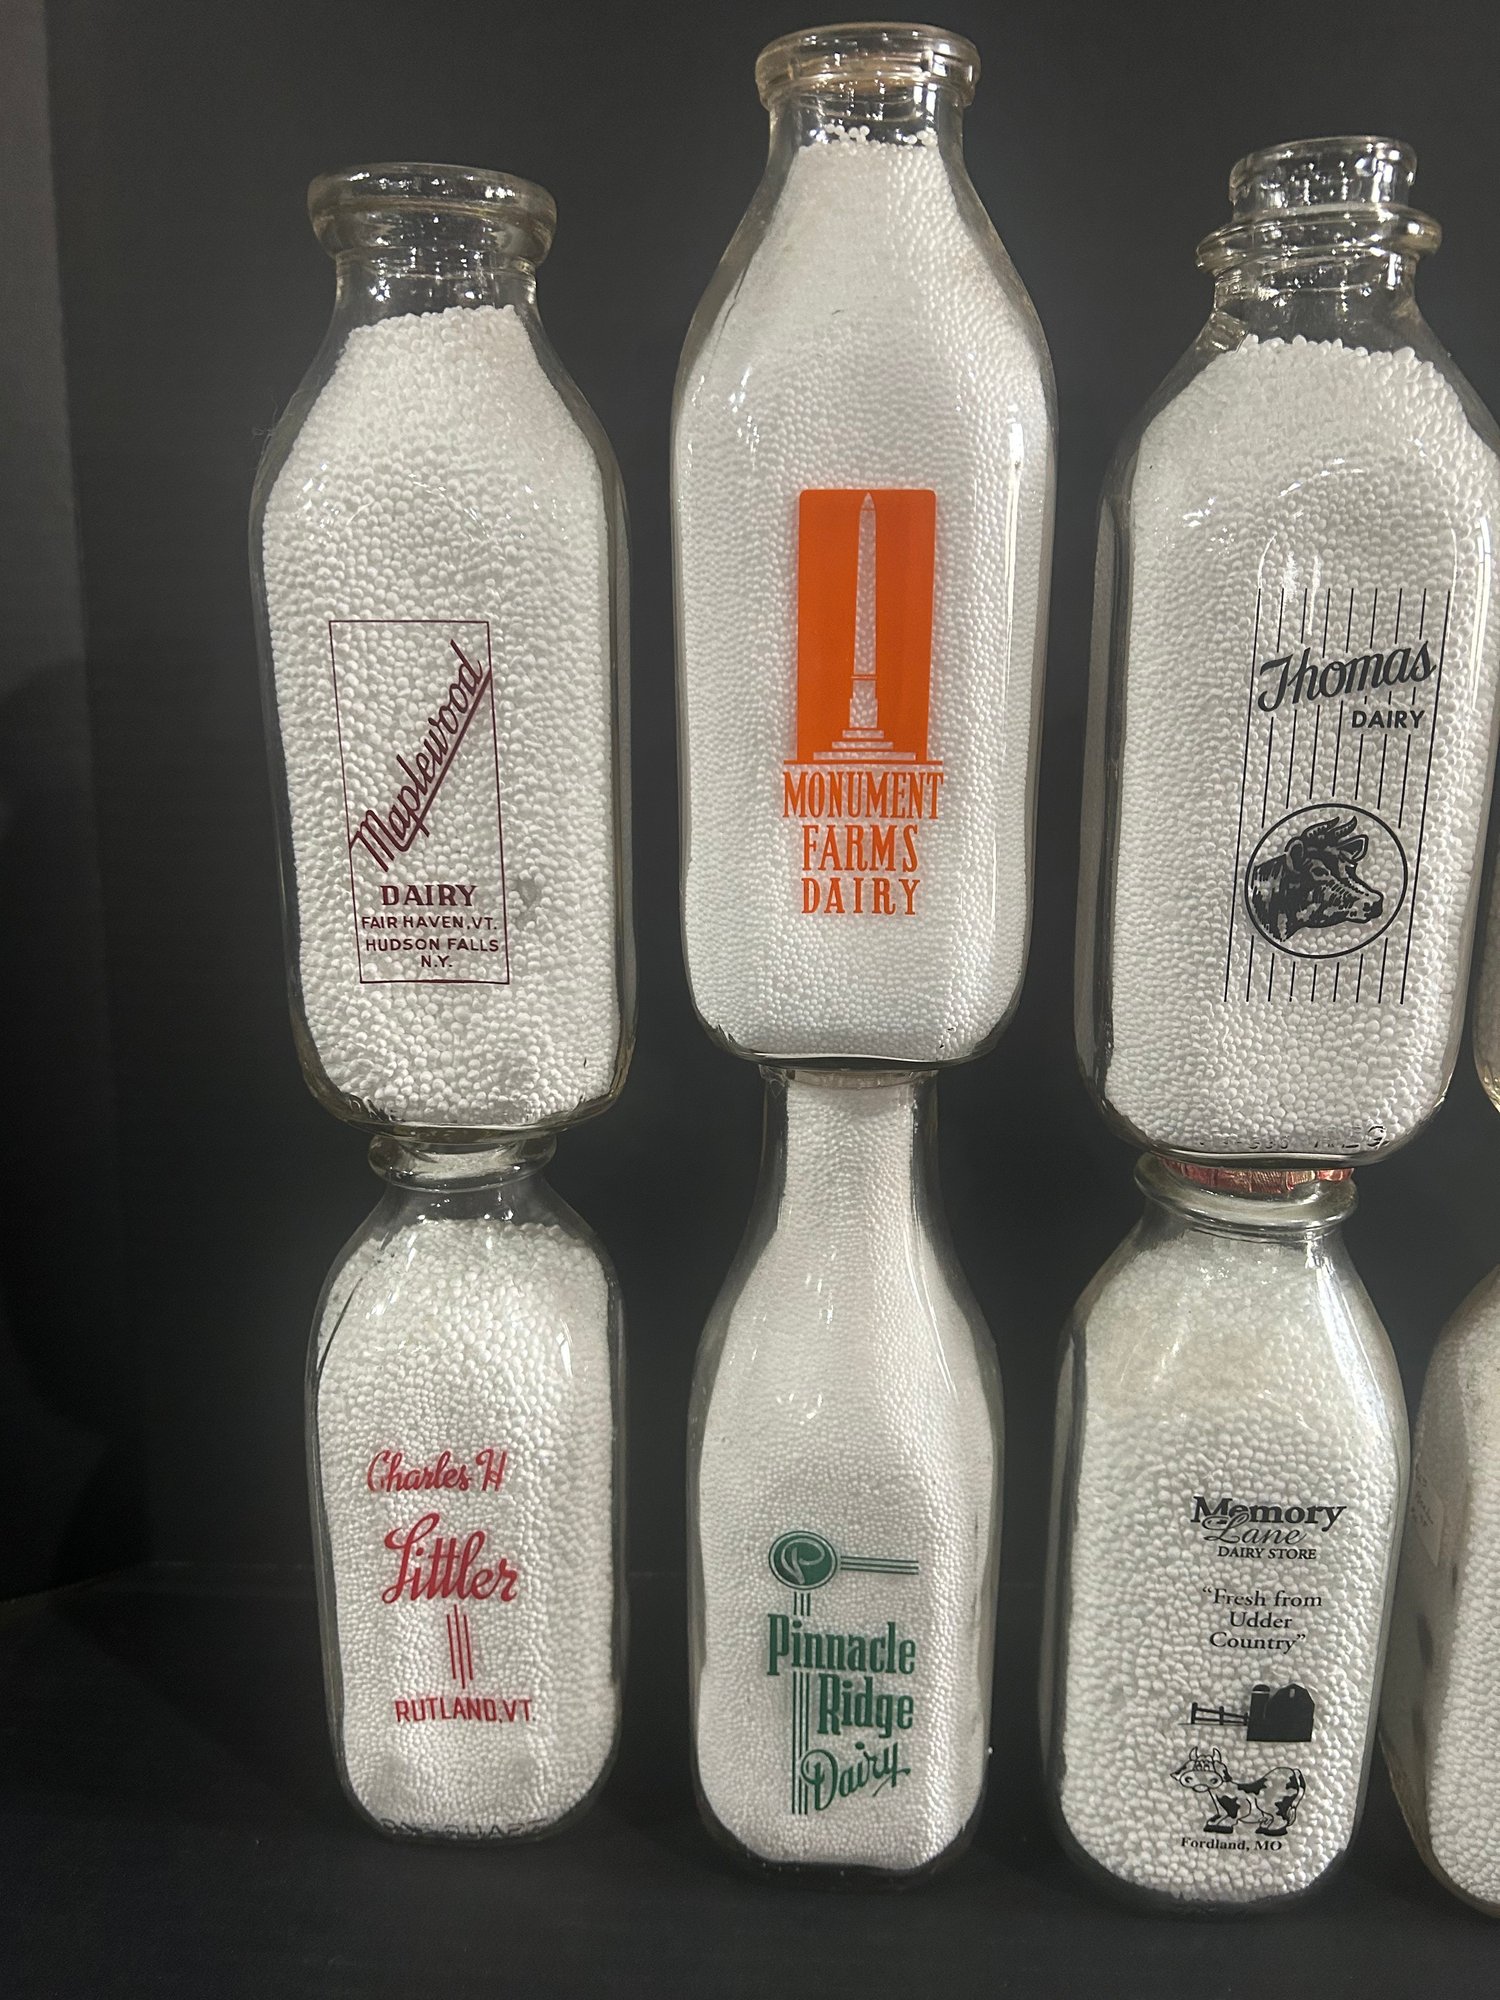 Maplewood
DAIRY
FAIR HAVEN, VT.
HUDSON FALLS
N.Y.
MONUMENT
FARMS
DAIRY
Thomas
DAIRY
Charles H
Littler
RUTLAND, VT.
Pinnacle
Ridge
Dairy
Memory
Lane
DAIRY STORE
"Fresh from
Udder
Country"
Fordland, MO